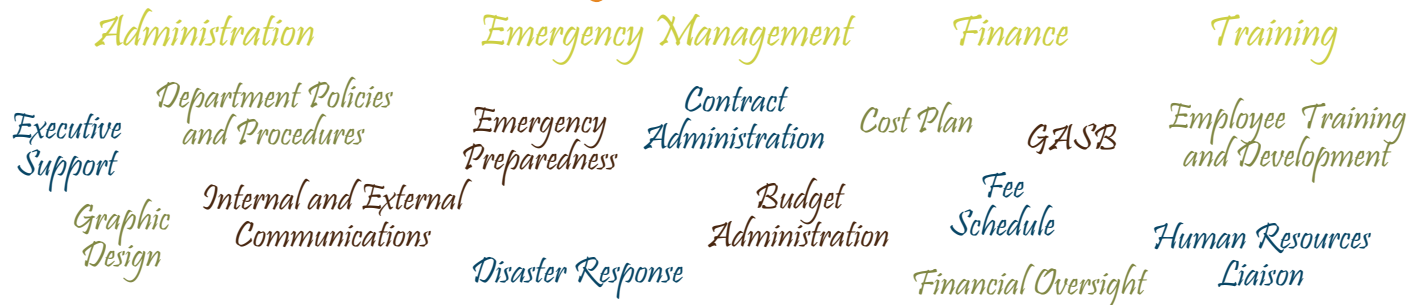 Administration
Emergency Management
Finance
Training
Executive
Support
Department Policies
and Procedures
Graphic
Design
Internal and External
Communications
Emergency
Preparedness
Disaster Response
Contract
Administration
Budget
Administration
Cost Plan
GASB
Fee
Schedule
Financial Oversight
Employee Training
and Development
Human Resources
Liaison